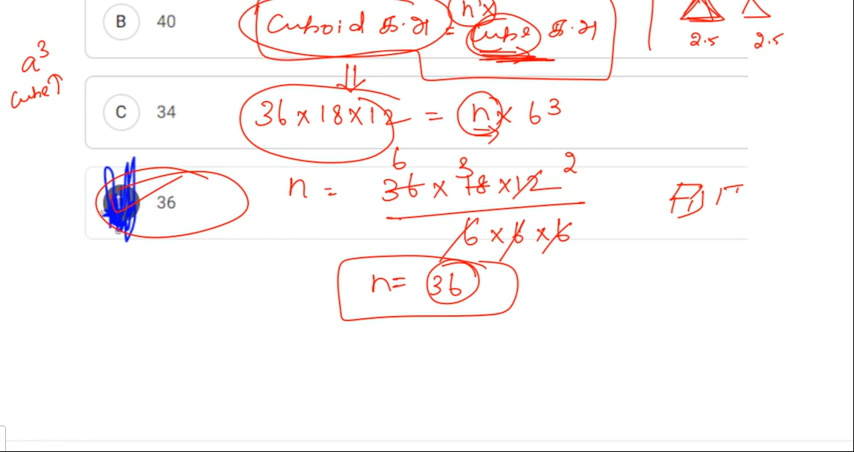 B 40
Cuboid க.அ = n x cube க.அ
2.5 2.5
a³
cube↑
C 34
36 x 18 x 12 = n x 6³
36
6 3 2
n = 36 x 18 x 12
6 x 6 x 6
n = 36